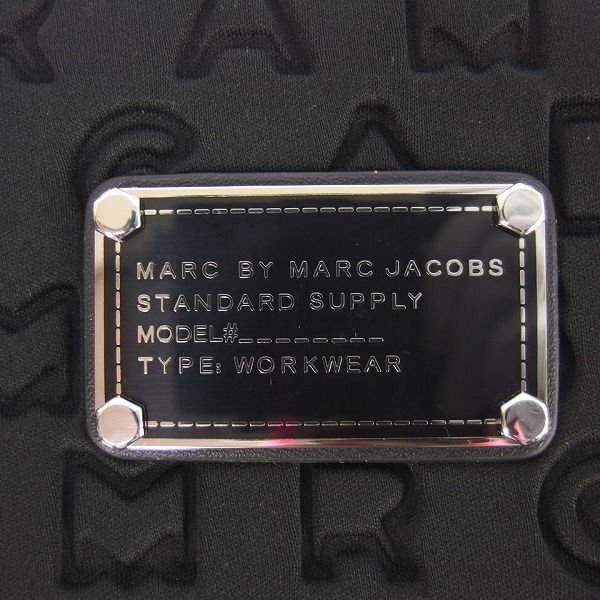 MARC BY MARC JACOBS
STANDARD SUPPLY
MODEL#________
TYPE: WORKWEAR